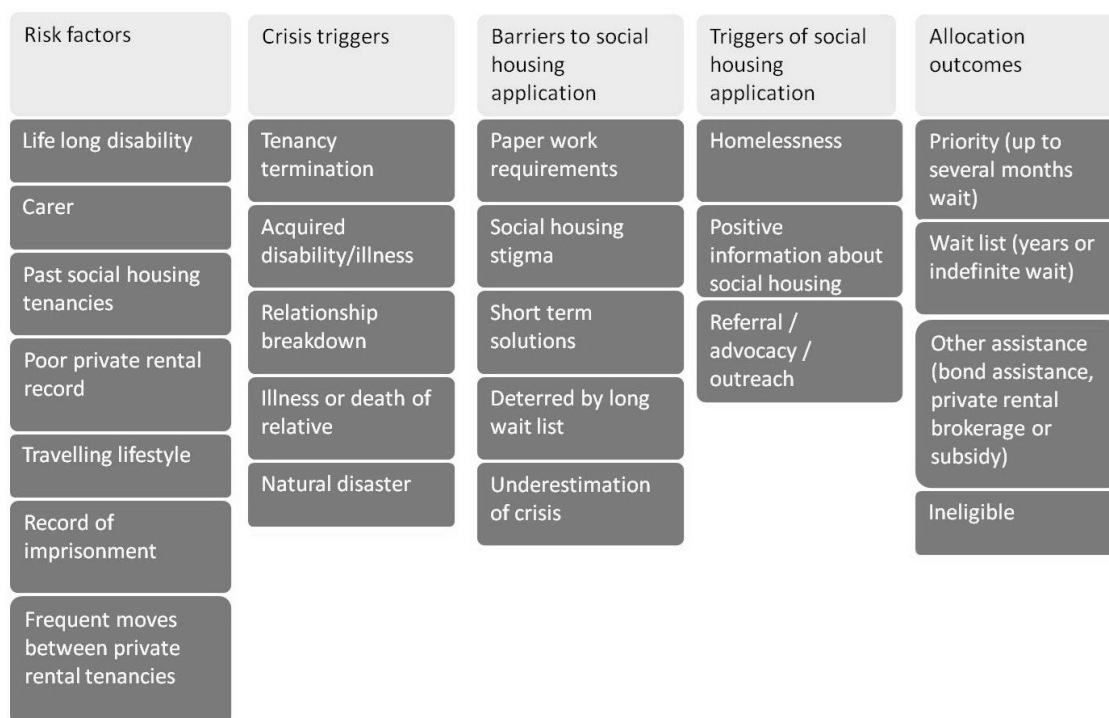 Risk factors
Life long disability
Carer
Past social housing
tenancies
Poor private rental
record
Travelling lifestyle
Record of
imprisonment
Frequent moves
between private
rental tenancies
Crisis triggers
Tenancy
termination
Acquired
disability/illness
Relationship
breakdown
Illness or death of
relative
Natural disaster
Barriers to social
housing
application
Paper work
requirements
Social housing
stigma
Short term
solutions
Deterred by long
wait list
Underestimation
of crisis
Triggers of social
housing
application
Homelessness
Positive
information about
social housing
Referral /
advocacy /
outreach
Allocation
outcomes
Priority (up to
several months
wait)
Wait list (years or
indefinite wait)
Other assistance
(bond assistance,
private rental
brokerage or
subsidy)
Ineligible